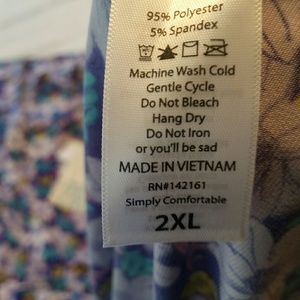 95% Polyester
5% Spandex
Machine Wash Cold
Gentle Cycle
Do Not Bleach
Hang Dry
Do Not Iron
or you'll be sad
MADE IN VIETNAM
RN#142161
Simply Comfortable
2XL